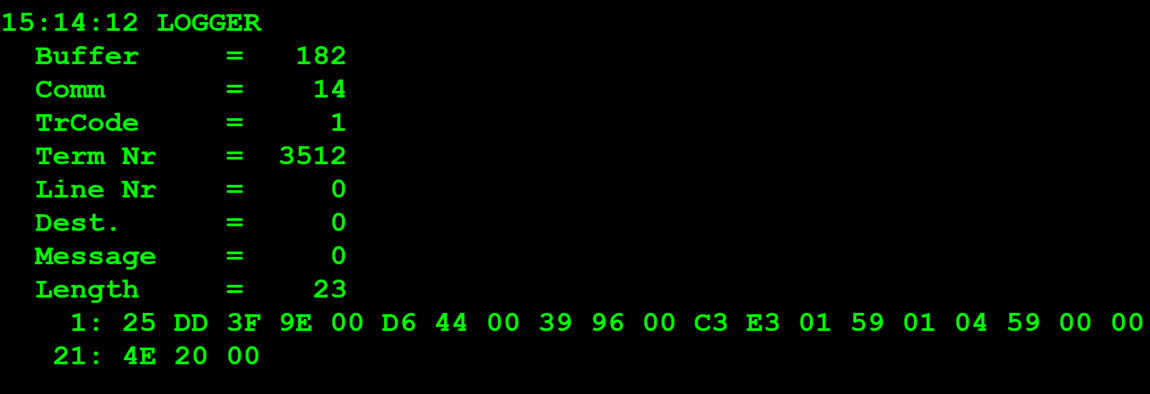 15:14:12 LOGGER
Buffer = 182
Comm = 14
TrCode = 1
Term Nr = 3512
Line Nr = 0
Dest. = 0
Message = 0
Length = 23
1: 25 DD 3F 9E 00 D6 44 00 39 96 00 C3 E3 01 59 01 04 59 00 00
21: 4E 20 00